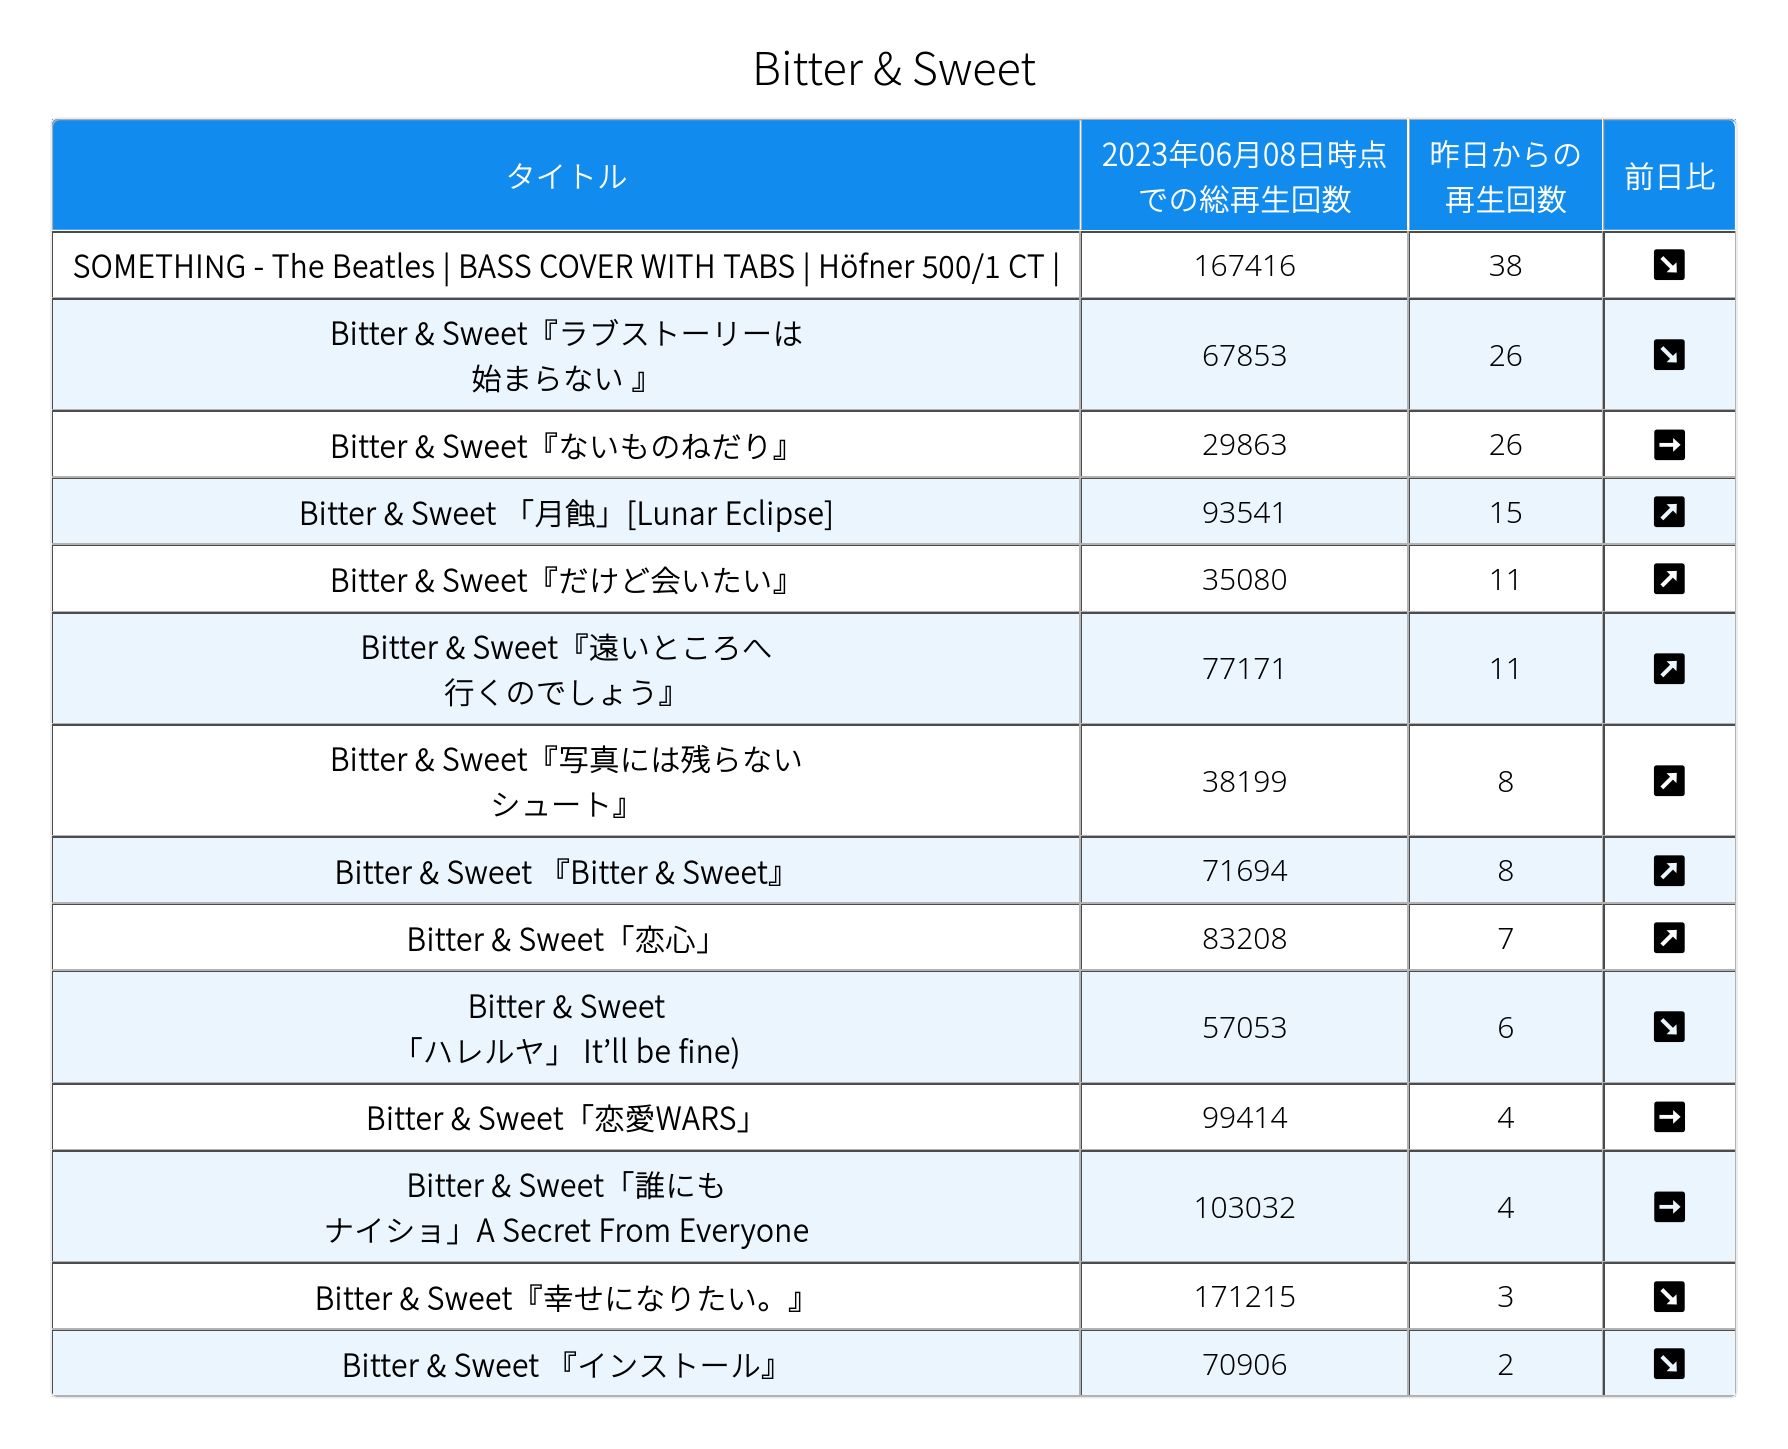 Bitter & Sweet
タイトル
2023年06月08日時点
での総再生回数
昨日からの
再生回数
前日比
SOMETHING - The Beatles | BASS COVER WITH TABS | Höfner 500/1 CT |
167416
38
Bitter & Sweet『ラブストーリーは
始まらない 』
67853
26
Bitter & Sweet『ないものねだり』
29863
26
Bitter & Sweet 「月蝕」[Lunar Eclipse]
93541
15
Bitter & Sweet『だけど会いたい』
35080
11
Bitter & Sweet『遠いところへ
行くのでしょう』
77171
11
Bitter & Sweet『写真には残らない
シュート』
38199
8
Bitter & Sweet 『Bitter & Sweet』
71694
8
Bitter & Sweet「恋心」
83208
7
Bitter & Sweet
「ハレルヤ」 It’ll be fine)
57053
6
Bitter & Sweet「恋愛WARS」
99414
4
Bitter & Sweet「誰にも
ナイショ」A Secret From Everyone
103032
4
Bitter & Sweet『幸せになりたい。』
171215
3
Bitter & Sweet 『インストール』
70906
2